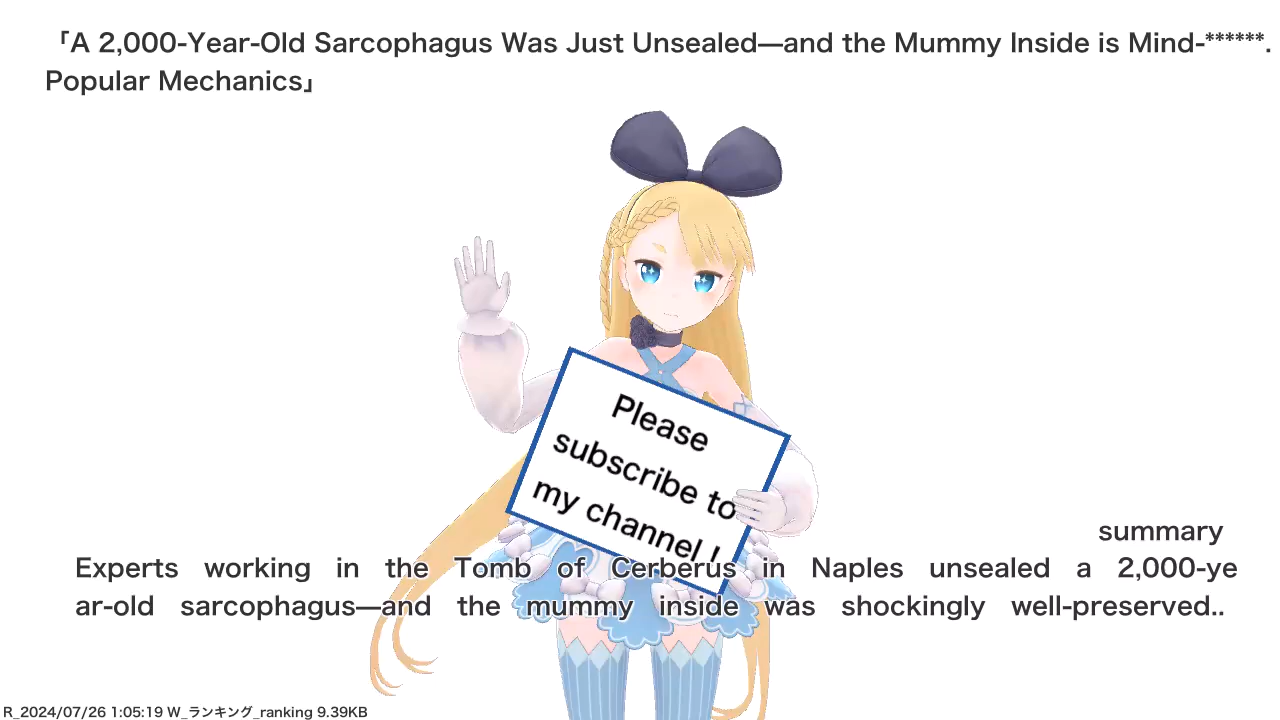 「A 2,000-Year-Old Sarcophagus Was Just Unsealed—and the Mummy Inside is Mind-******.
Popular Mechanics」
Please
subscribe to
my channel !
summary
Experts working in the Tomb of Cerberus in Naples unsealed a 2,000-ye
ar-old sarcophagus—and the mummy inside was shockingly well-preserved..
R_2024/07/26 1:05:19 W_ランキング_ranking 9.39KB